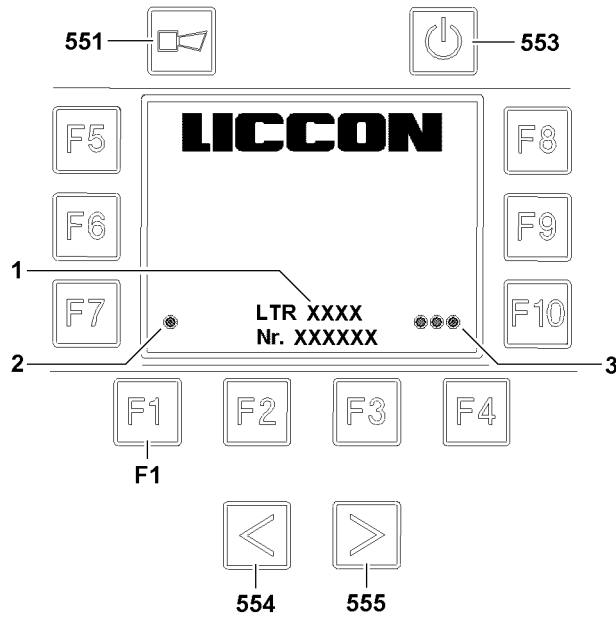 551
553
LICCON
F5
F8
F6
F9
1
F7
LTR XXXX
F10
Nr. XXXXXX
2
3
F1
F2
F3
F4
F1
554
555